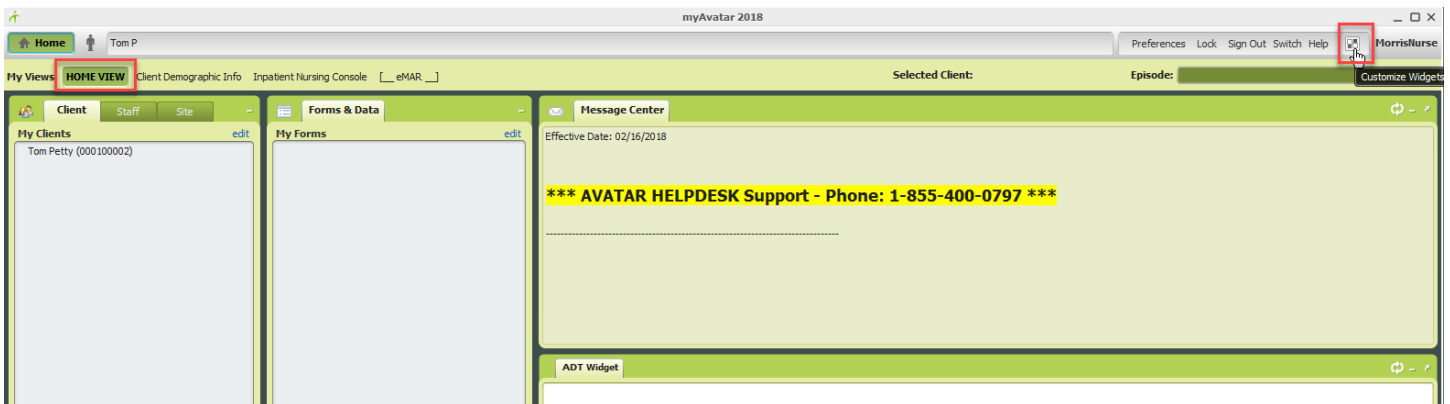 myAvatar 2018
Home Tom P Preferences Lock Sign Out Switch Help MorrisNurse
My Views HOME VIEW Client Demographic Info Inpatient Nursing Console [__ eMAR __] Selected Client: Episode: Customize Widgets
Client Staff Site Forms & Data Message Center
My Clients edit My Forms edit Effective Date: 02/16/2018
Tom Petty (000100002)
*** AVATAR HELPDESK Support - Phone: 1-855-400-0797 ***
--------------------------------------------------------------------------------
ADT Widget